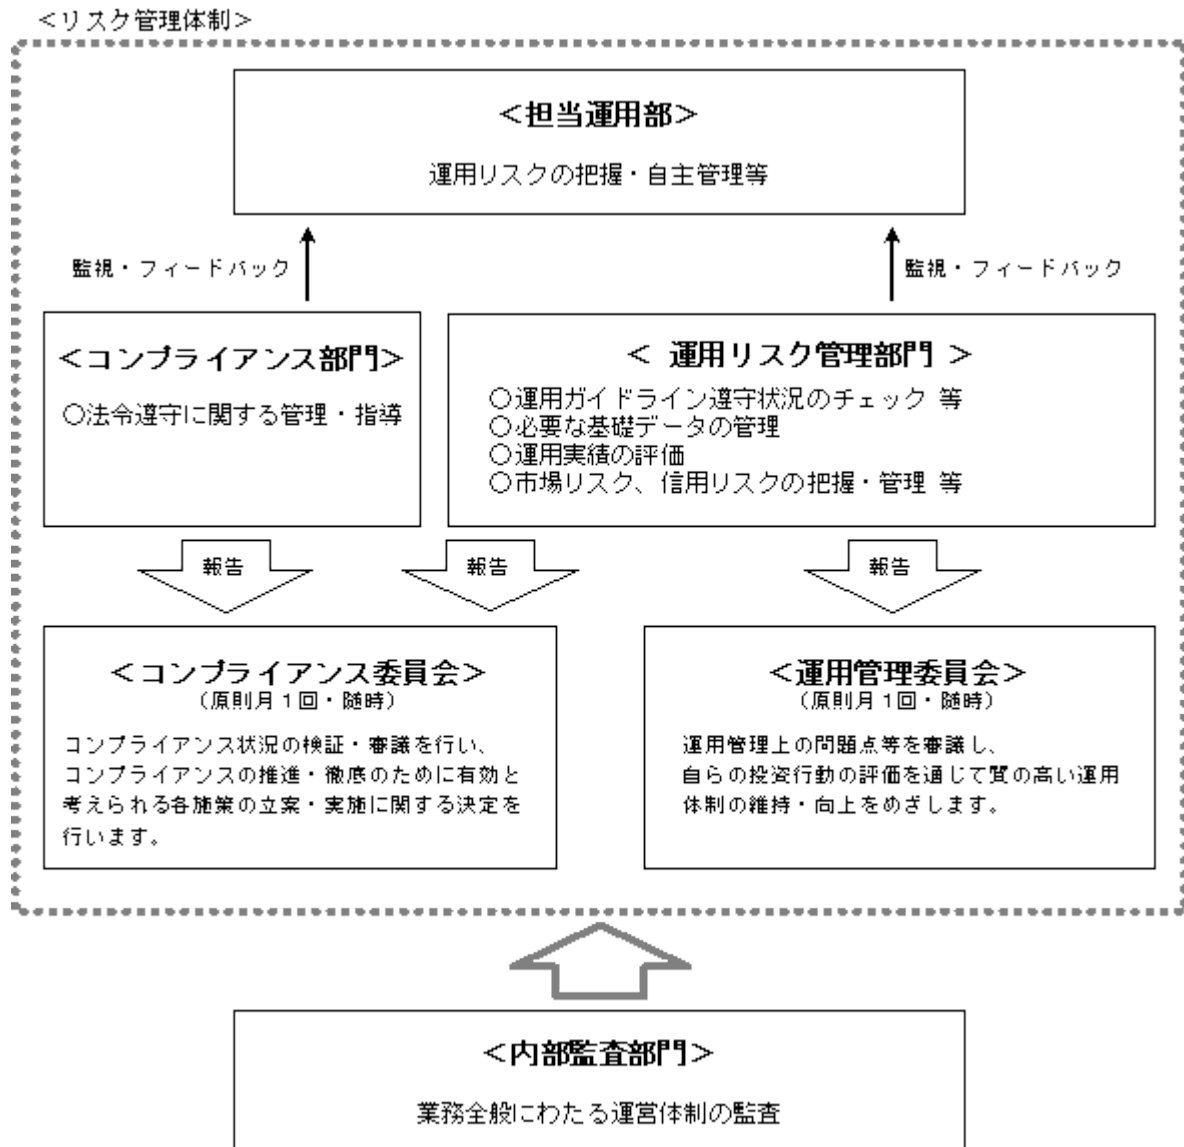 ＜リスク管理体制＞
＜担当運用部＞
運用リスクの把握・自主管理等
監視・フィードバック
監視・フィードバック
＜コンプライアンス部門＞
○法令遵守に関する管理・指導
＜ 運用リスク管理部門 ＞
○運用ガイドライン遵守状況のチェック 等
○必要な基礎データの管理
○運用実績の評価
○市場リスク、信用リスクの把握・管理 等
報告
報告
報告
＜コンプライアンス委員会＞
（原則月１回・随時）
コンプライアンス状況の検証・審議を行い、
コンプライアンスの推進・徹底のために有効と
考えられる各施策の立案・実施に関する決定を
行います。
＜運用管理委員会＞
（原則月１回・随時）
運用管理上の問題点等を審議し、
自らの投資行動の評価を通じて質の高い運用
体制の維持・向上をめざします。
＜内部監査部門＞
業務全般にわたる運営体制の監査